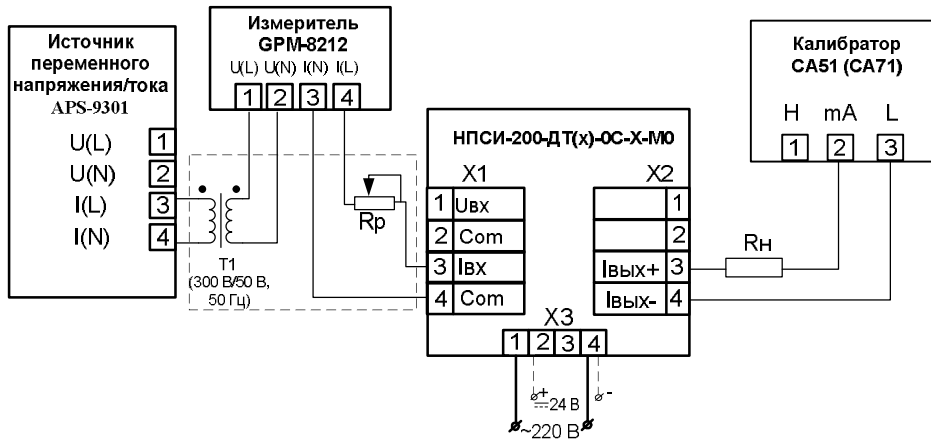 Источник
переменного
напряжения/тока
APS-9301
U(L) 1
U(N) 2
I(L) 3
I(N) 4
Измеритель
GPM-8212
U(L) U(N) I(N) I(L)
1 2 3 4
T1
(300 В/50 В,
50 Гц)
Rp
НПСИ-200-ДТ(х)-0С-Х-М0
X1
1 Uвх
2 Com
3 Iвх
4 Com
X2
1
2
Iвых+ 3
Iвых- 4
X3
1 2 3 4
+ -
24 В
~220 В
Rн
Калибратор
СА51 (СА71)
H mA L
1 2 3